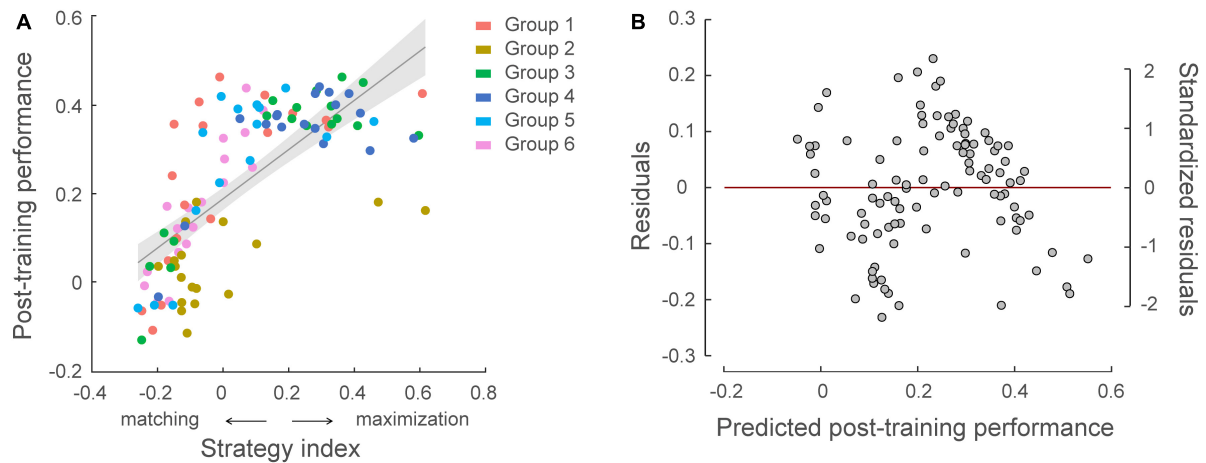 A
Post-training performance
0.6
0.4
0.2
0
-0.2
-0.4
-0.2
0
0.2
0.4
0.6
0.8
matching
maximization
Strategy index
Group 1
Group 2
Group 3
Group 4
Group 5
Group 6
B
Residuals
0.3
0.2
0.1
0
-0.1
-0.2
-0.3
-0.2
0
0.2
0.4
0.6
Predicted post-training performance
2
1
0
-1
-2
Standardized residuals